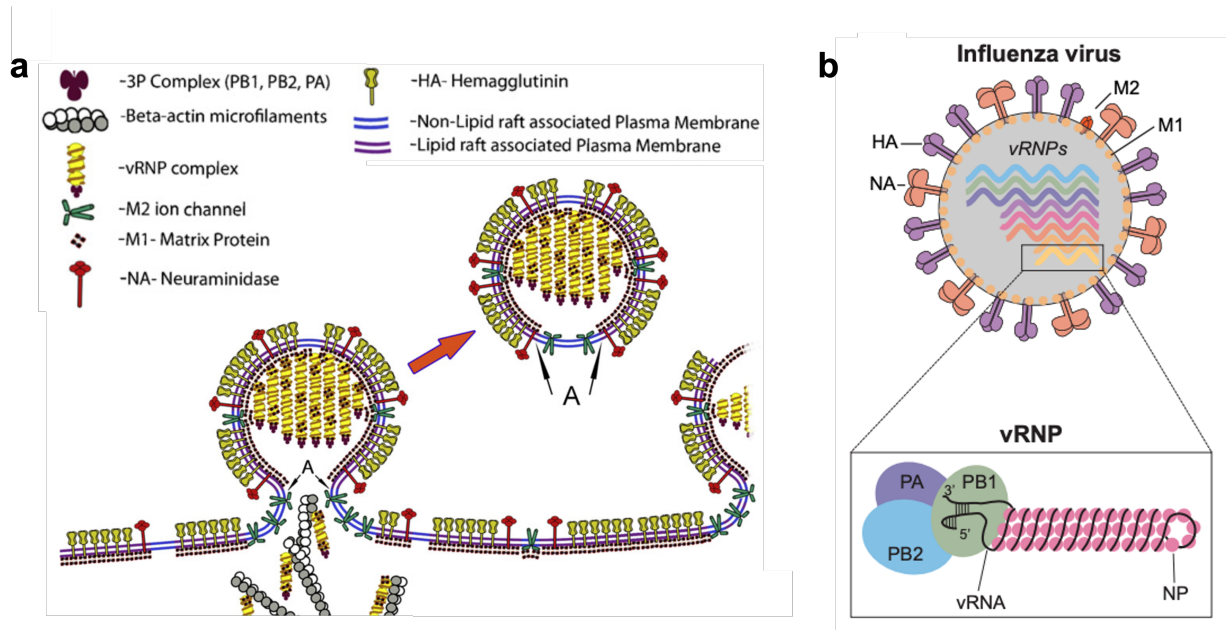 a
-3P Complex (PB1, PB2, PA)
-Beta-actin microfilaments
-vRNP complex
-M2 ion channel
-M1- Matrix Protein
-NA- Neuraminidase
-HA- Hemagglutinin
-Non-Lipid raft associated Plasma Membrane
-Lipid raft associated Plasma Membrane
A
A
b
Influenza virus
M2
M1
HA
NA-
vRNPs
vRNP
PA
PB1
3'
5'
PB2
vRNA
NP